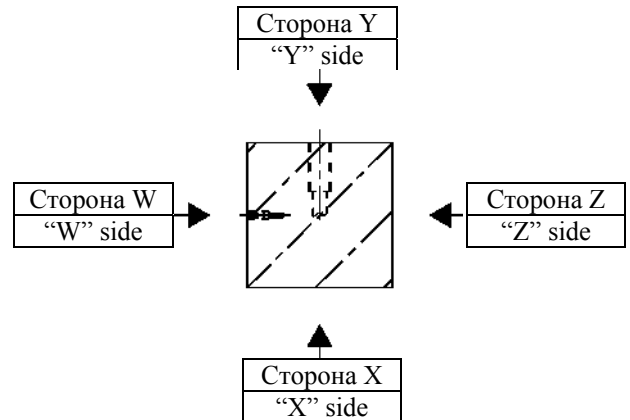 Сторона Y
“Y” side
Сторона W
“W” side
Сторона Z
“Z” side
Сторона X
“X” side